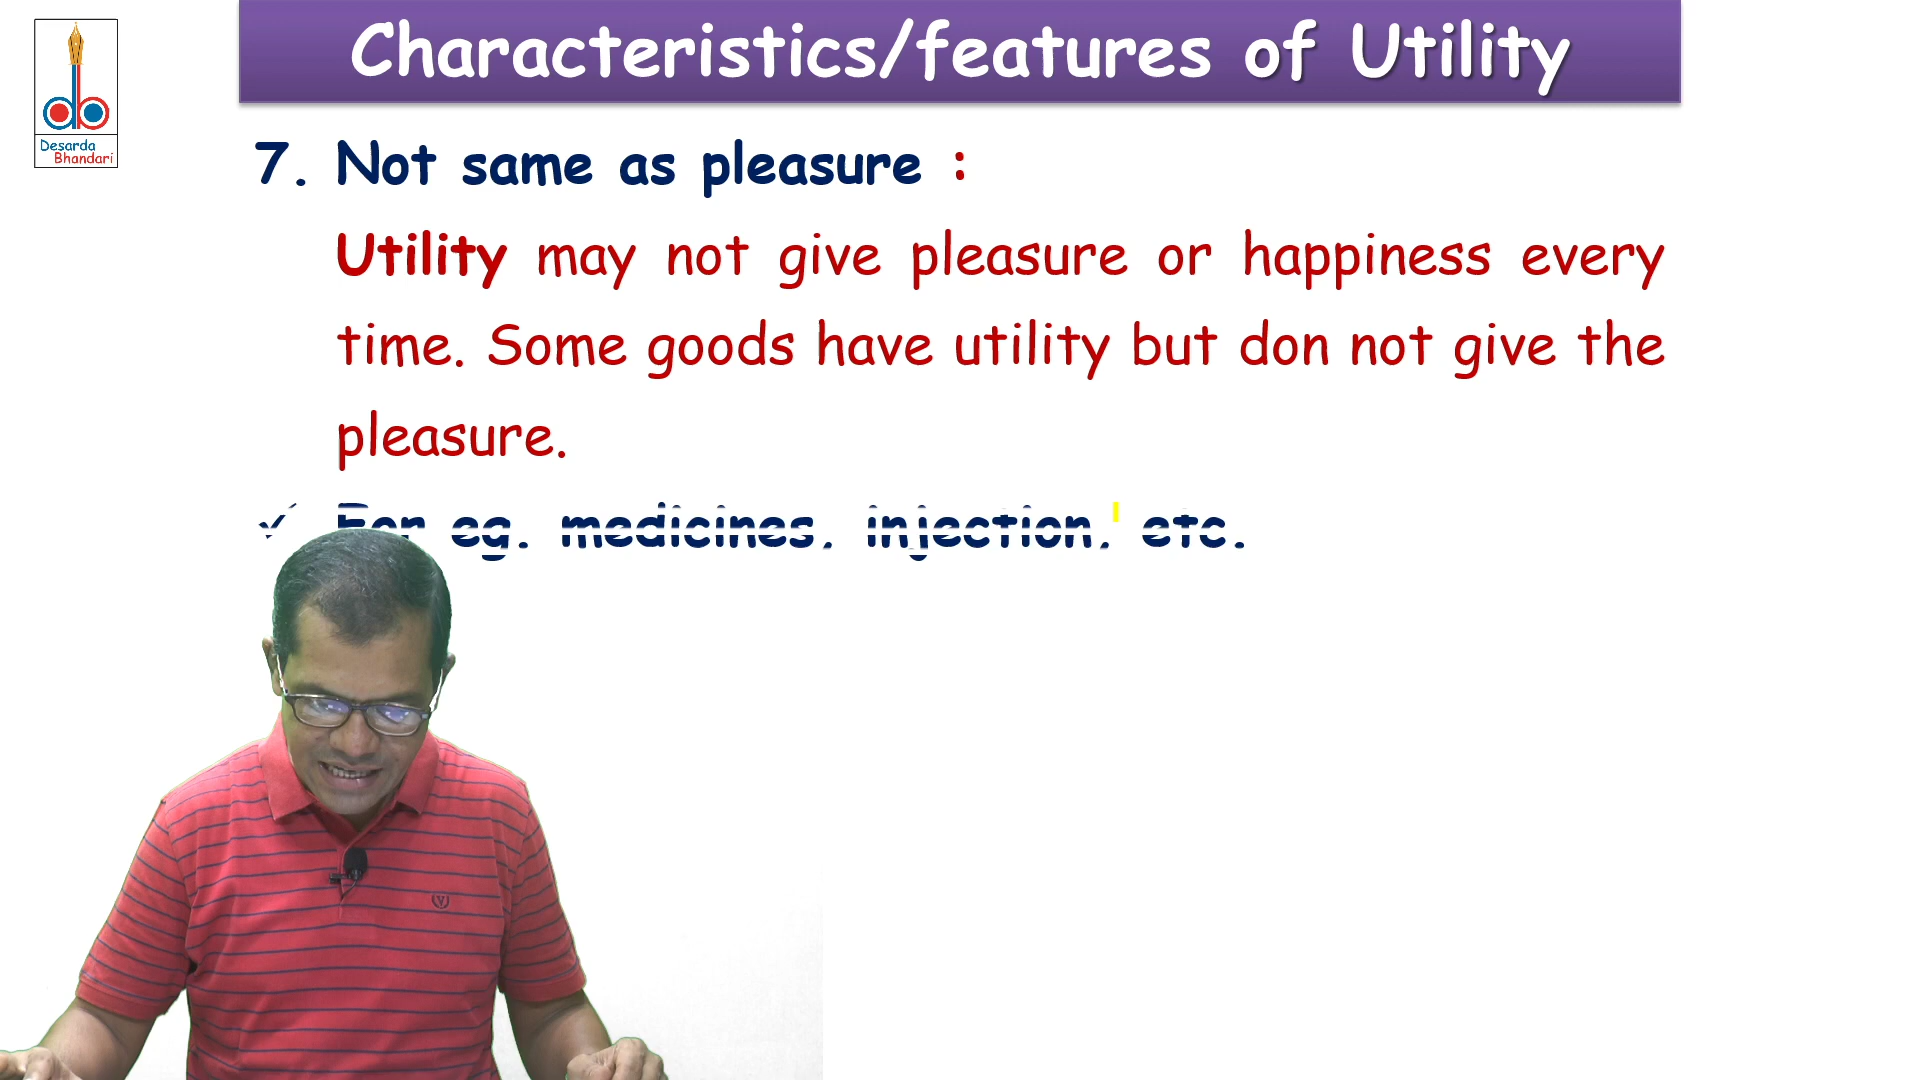 Characteristics/features of Utility
Desarda
Bhandari
7. Not same as pleasure :
Utility may not give pleasure or happiness every
time. Some goods have utility but don not give the
pleasure.
✓ For eg. medicines, injection, etc.